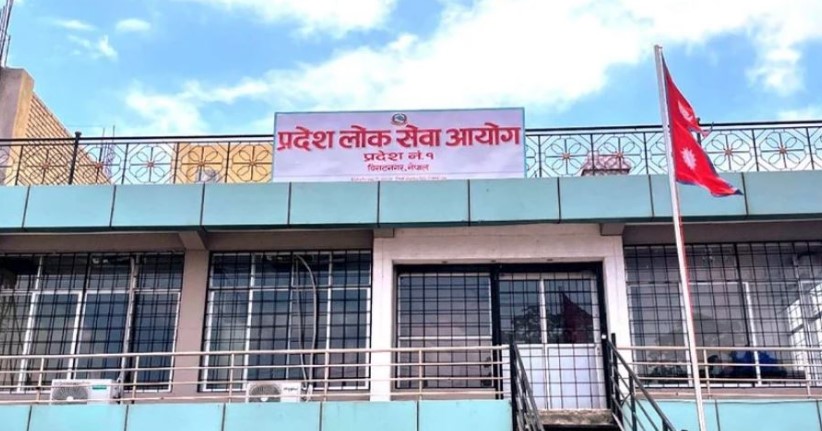 प्रदेश लोक सेवा आयोग
प्रदेश नं.१
विराटनगर, नेपाल